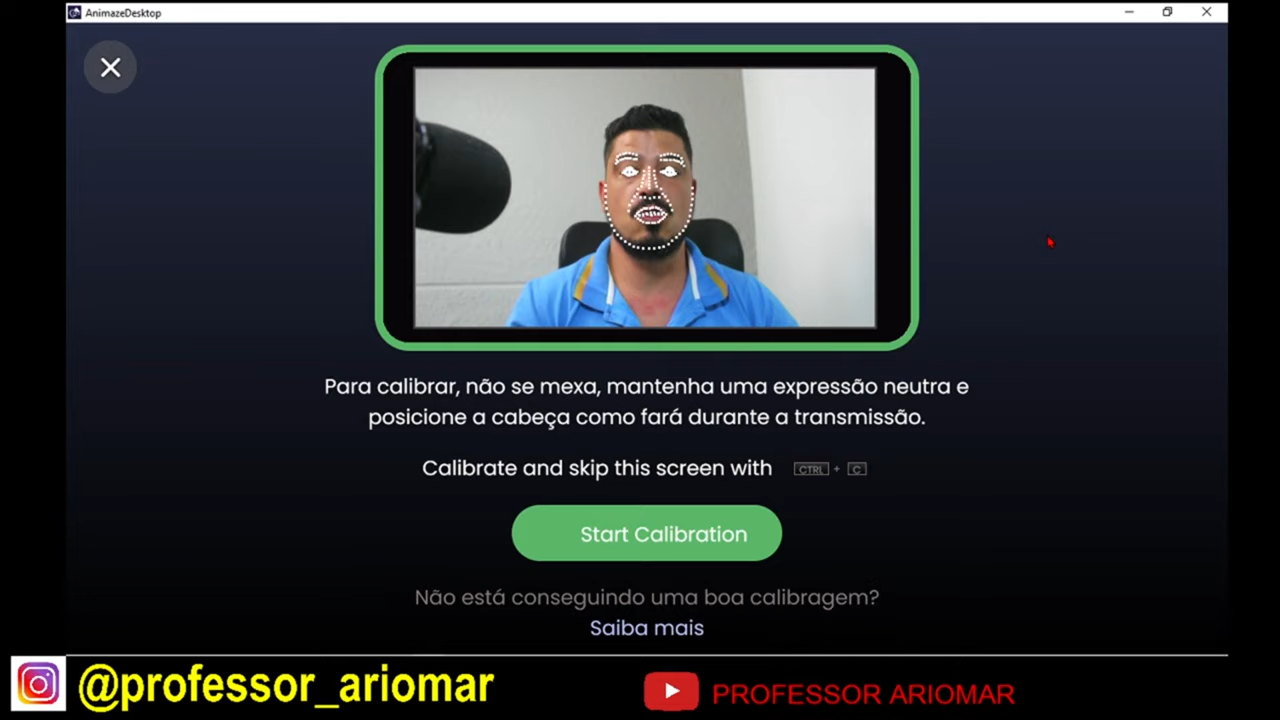 AnimazeDesktop
Para calibrar, não se mexa, mantenha uma expressão neutra e
posicione a cabeça como fará durante a transmissão.
Calibrate and skip this screen with CTRL + C
Start Calibration
Não está conseguindo uma boa calibragem?
Saiba mais
@professor_ariomar
PROFESSOR ARIOMAR